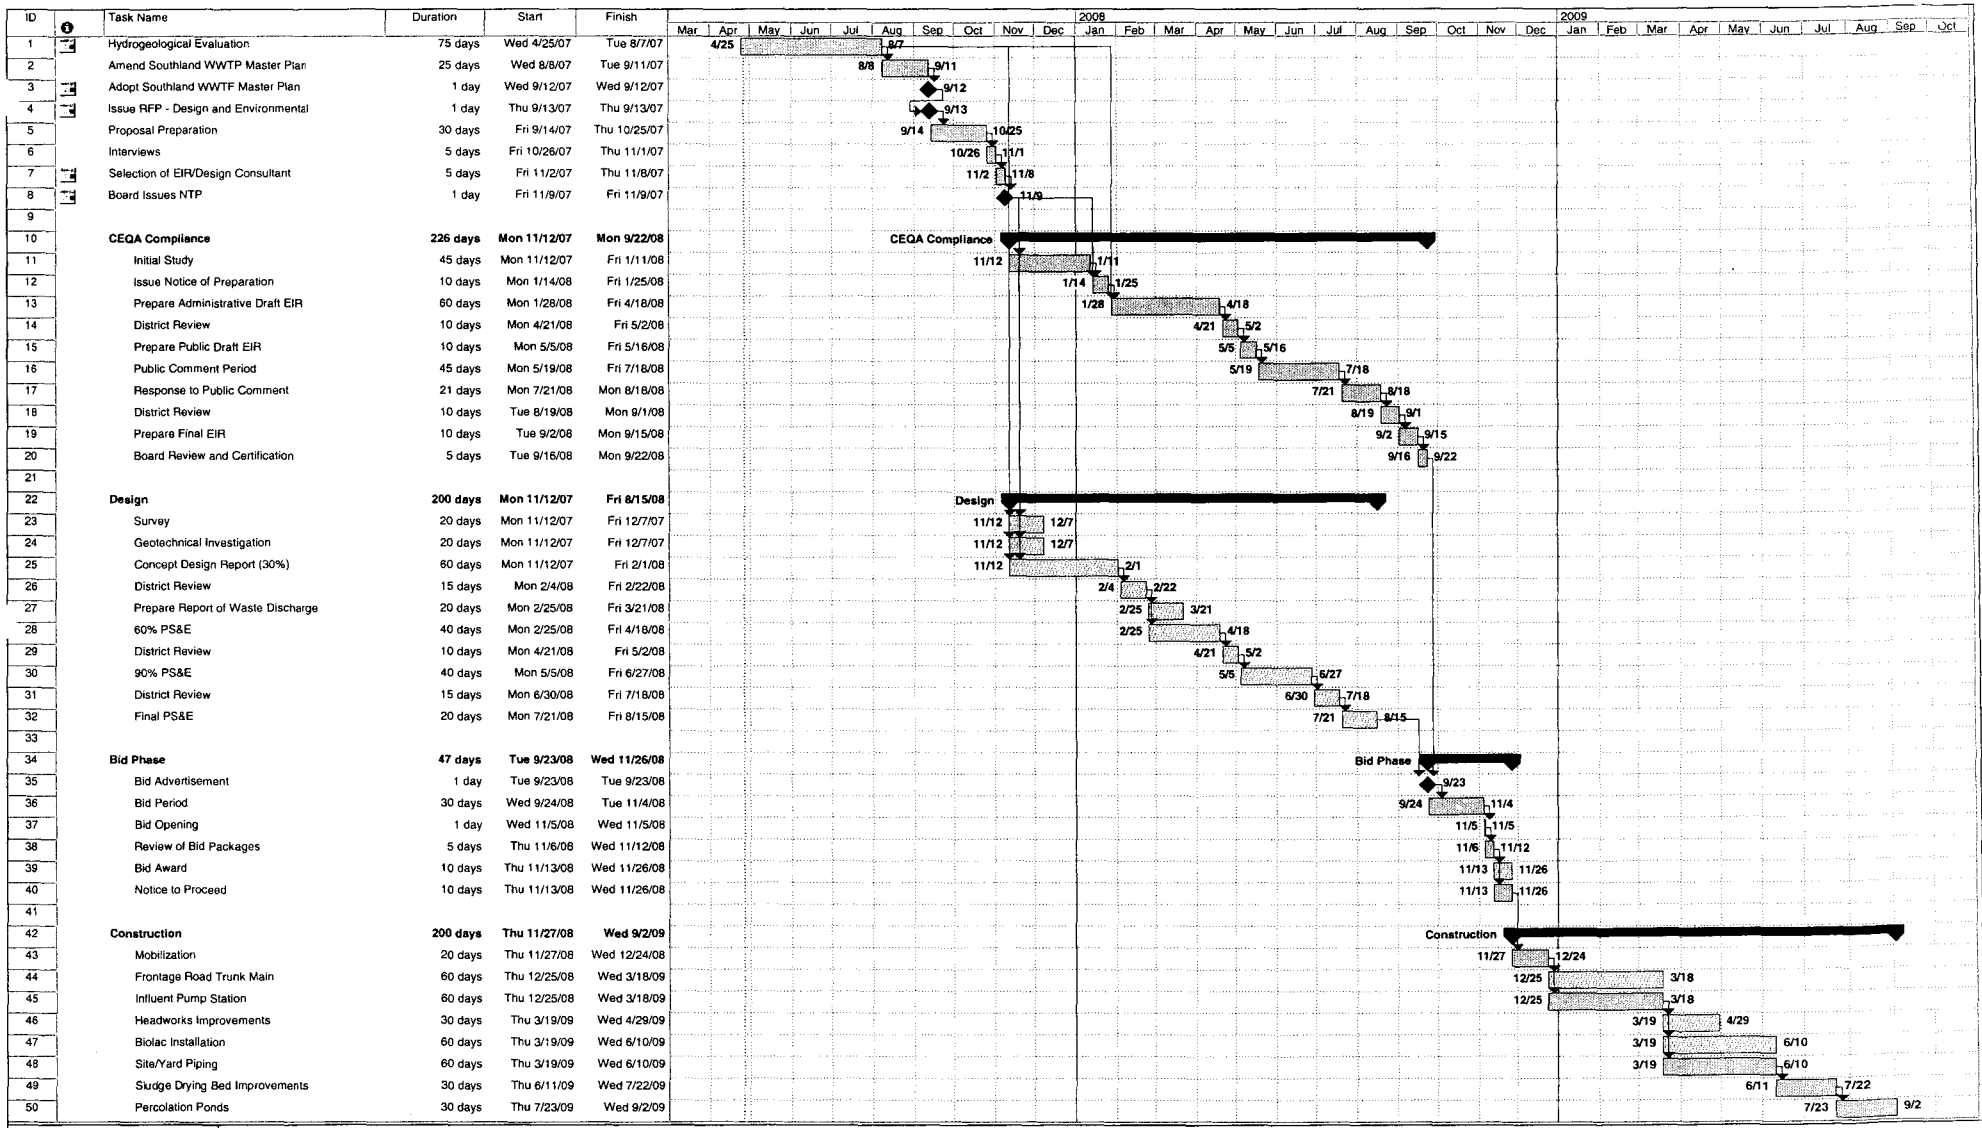 ID Task Name Duration Start Finish 2008 2009
Mar Apr May Jun Jul Aug Sep Oct Nov Dec Jan Feb Mar Apr May Jun Jul Aug Sep Oct Nov Dec Jan Feb Mar Apr May Jun Jul Aug Sep Oct
1 Hydrogeological Evaluation 75 days Wed 4/25/07 Tue 8/7/07 4/25 8/7
2 Amend Southland WWTP Master Plan 25 days Wed 8/8/07 Tue 9/11/07 8/8 9/11
3 Adopt Southland WWTF Master Plan 1 day Wed 9/12/07 Wed 9/12/07 9/12
4 Issue RFP - Design and Environmental 1 day Thu 9/13/07 Thu 9/13/07 9/13
5 Proposal Preparation 30 days Fri 9/14/07 Thu 10/25/07 9/14 10/25
6 Interviews 5 days Fri 10/26/07 Thu 11/1/07 10/26 11/1
7 Selection of EIR/Design Consultant 5 days Fri 11/2/07 Thu 11/8/07 11/2 11/8
8 Board Issues NTP 1 day Fri 11/9/07 Fri 11/9/07 11/9
9
10 CEQA Compliance 226 days Mon 11/12/07 Mon 9/22/08 CEQA Compliance
11 Initial Study 45 days Mon 11/12/07 Fri 1/11/08 11/12 1/11
12 Issue Notice of Preparation 10 days Mon 1/14/08 Fri 1/25/08 1/14 1/25
13 Prepare Administrative Draft EIR 60 days Mon 1/28/08 Fri 4/18/08 1/28 4/18
14 District Review 10 days Mon 4/21/08 Fri 5/2/08 4/21 5/2
15 Prepare Public Draft EIR 10 days Mon 5/5/08 Fri 5/16/08 5/5 5/16
16 Public Comment Period 45 days Mon 5/19/08 Fri 7/18/08 5/19 7/18
17 Response to Public Comment 21 days Mon 7/21/08 Mon 8/18/08 7/21 8/18
18 District Review 10 days Tue 8/19/08 Mon 9/1/08 8/19 9/1
19 Prepare Final EIR 10 days Tue 9/2/08 Mon 9/15/08 9/2 9/15
20 Board Review and Certification 5 days Tue 9/16/08 Mon 9/22/08 9/16 9/22
21
22 Design 200 days Mon 11/12/07 Fri 8/15/08 Design
23 Survey 20 days Mon 11/12/07 Fri 12/7/07 11/12 12/7
24 Geotechnical Investigation 20 days Mon 11/12/07 Fri 12/7/07 11/12 12/7
25 Concept Design Report (30%) 60 days Mon 11/12/07 Fri 2/1/08 11/12 2/1
26 District Review 15 days Mon 2/4/08 Fri 2/22/08 2/4 2/22
27 Prepare Report of Waste Discharge 20 days Mon 2/25/08 Fri 3/21/08 2/25 3/21
28 60% PS&E 40 days Mon 2/25/08 Fri 4/18/08 2/25 4/18
29 District Review 10 days Mon 4/21/08 Fri 5/2/08 4/21 5/2
30 90% PS&E 40 days Mon 5/5/08 Fri 6/27/08 5/5 6/27
31 District Review 15 days Mon 6/30/08 Fri 7/18/08 6/30 7/18
32 Final PS&E 20 days Mon 7/21/08 Fri 8/15/08 7/21 8/15
33
34 Bid Phase 47 days Tue 9/23/08 Wed 11/26/08 Bid Phase
35 Bid Advertisement 1 day Tue 9/23/08 Tue 9/23/08 9/23
36 Bid Period 30 days Wed 9/24/08 Tue 11/4/08 9/24 11/4
37 Bid Opening 1 day Wed 11/5/08 Wed 11/5/08 11/5 11/5
38 Review of Bid Packages 5 days Thu 11/6/08 Wed 11/12/08 11/6 11/12
39 Bid Award 10 days Thu 11/13/08 Wed 11/26/08 11/13 11/26
40 Notice to Proceed 10 days Thu 11/13/08 Wed 11/26/08 11/13 11/26
41
42 Construction 200 days Thu 11/27/08 Wed 9/2/09 Construction
43 Mobilization 20 days Thu 11/27/08 Wed 12/24/08 11/27 12/24
44 Frontage Road Trunk Main 60 days Thu 12/25/08 Wed 3/18/09 12/25 3/18
45 Influent Pump Station 60 days Thu 12/25/08 Wed 3/18/09 12/25 3/18
46 Headworks Improvements 30 days Thu 3/19/09 Wed 4/29/09 3/19 4/29
47 Biolac Installation 60 days Thu 3/19/09 Wed 6/10/09 3/19 6/10
48 Site/Yard Piping 60 days Thu 3/19/09 Wed 6/10/09 3/19 6/10
49 Sludge Drying Bed Improvements 30 days Thu 6/11/09 Wed 7/22/09 6/11 7/22
50 Percolation Ponds 30 days Thu 7/23/09 Wed 9/2/09 7/23 9/2